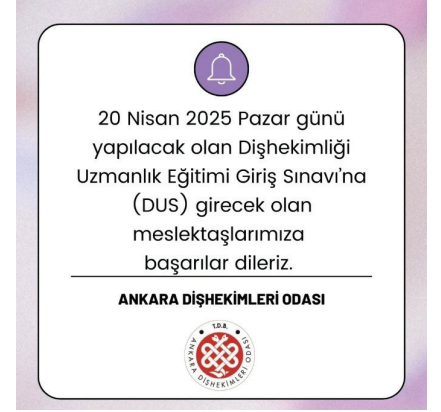 20 Nisan 2025 Pazar günü
yapılacak olan Dişhekimliği
Uzmanlık Eğitimi Giriş Sınavı'na
(DUS) girecek olan
meslektaşlarımıza
başarılar dileriz.
ANKARA DİŞHEKİMLERİ ODASI
T.D.B.
ANKARA DİŞHEKİMLERİ ODASI